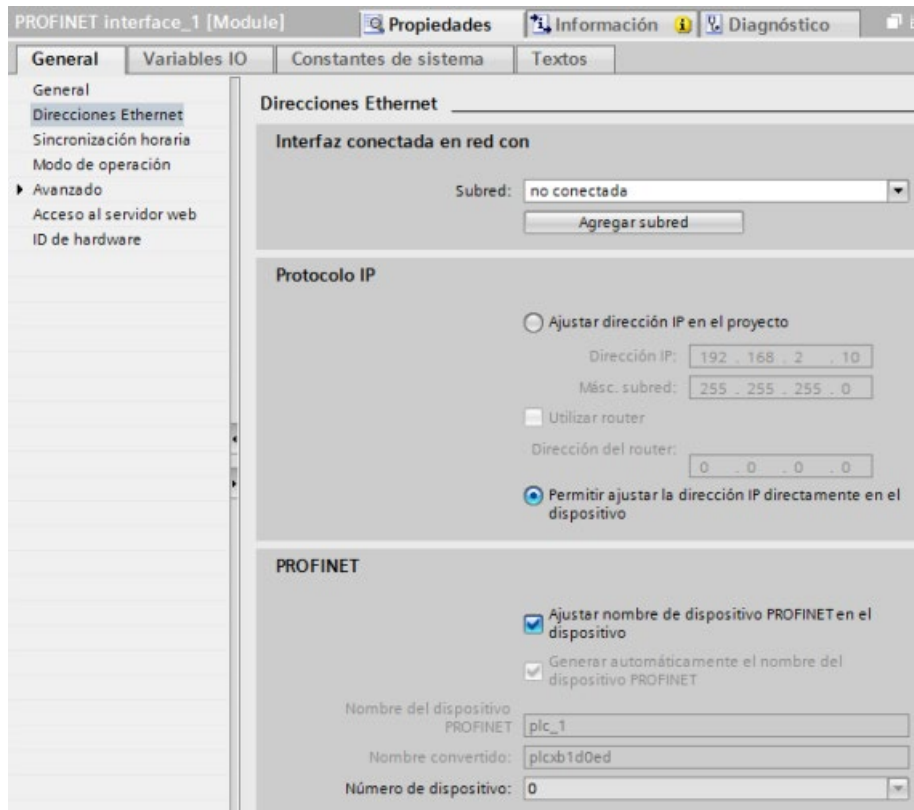 PROFINET interface_1 [Module]
Propiedades
Información
Diagnóstico
General
Variables IO
Constantes de sistema
Textos
General
Direcciones Ethernet
Sincronización horaria
Modo de operación
Avanzado
Acceso al servidor web
ID de hardware
Direcciones Ethernet
Interfaz conectada en red con
Subred: no conectada
Agregar subred
Protocolo IP
Ajustar dirección IP en el proyecto
Dirección IP: 192 . 168 . 2 . 10
Másc. subred: 255 . 255 . 255 . 0
Utilizar router
Dirección del router:
0 . 0 . 0 . 0
Permitir ajustar la dirección IP directamente en el
dispositivo
PROFINET
Ajustar nombre de dispositivo PROFINET en el
dispositivo
Generar automáticamente el nombre del
dispositivo PROFINET
Nombre del dispositivo
PROFINET plc_1
Nombre convertido: plcxb1d0ed
Número de dispositivo: 0